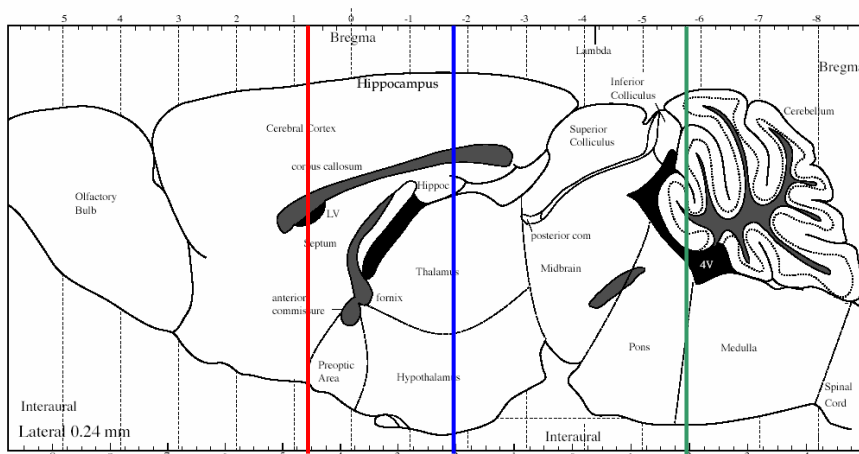 5 4 3 2 1 0 -1 -2 -3 -4 -5 -6 -7 -8
Bregma
Lambda
Bregma
Hippocampus
Inferior
Colliculus
Cerebellum
Cerebral Cortex
Superior
Colliculus
corpus callosum
Hippoc
Olfactory
Bulb
LV
Septum
posterior com
Thalamus
Midbrain
4V
anterior
commissure
fornix
Pons
Medulla
Preoptic
Area
Hypothalamus
Spinal
Cord
Interaural
Lateral 0.24 mm
Interaural